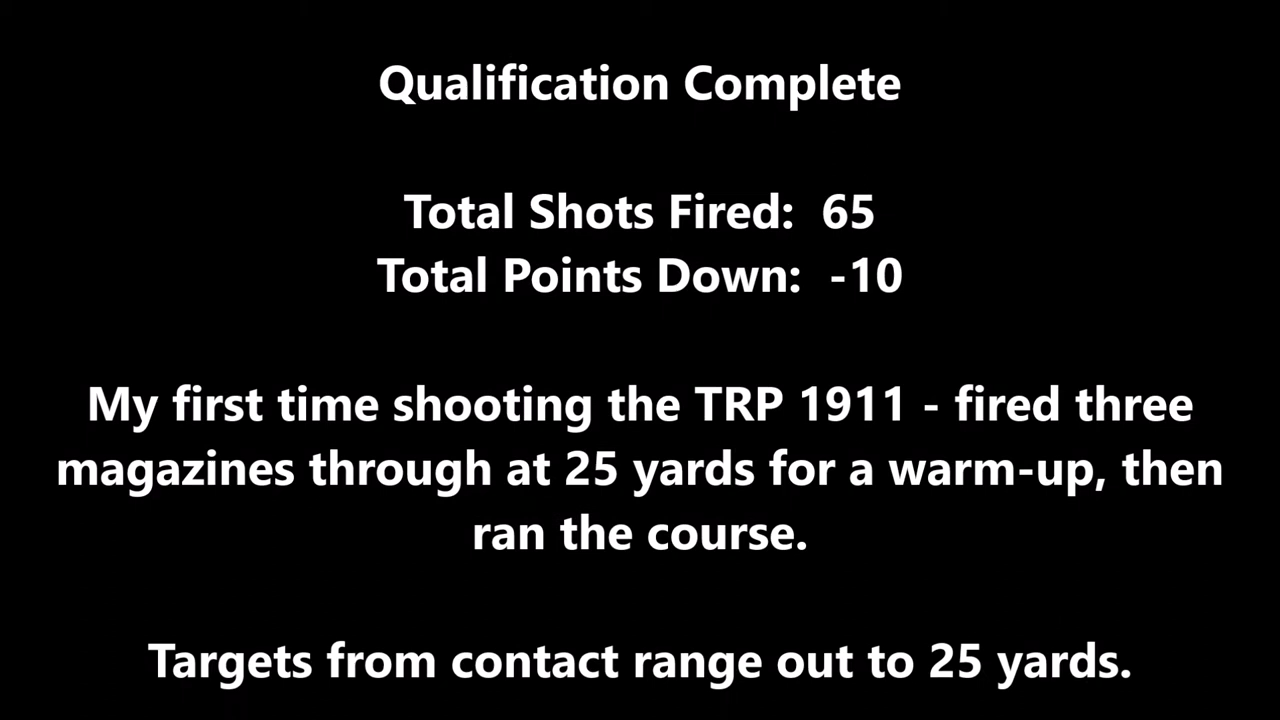 Qualification Complete
Total Shots Fired:  65
Total Points Down:  -10
My first time shooting the TRP 1911 - fired three
magazines through at 25 yards for a warm-up, then
ran the course.
Targets from contact range out to 25 yards.